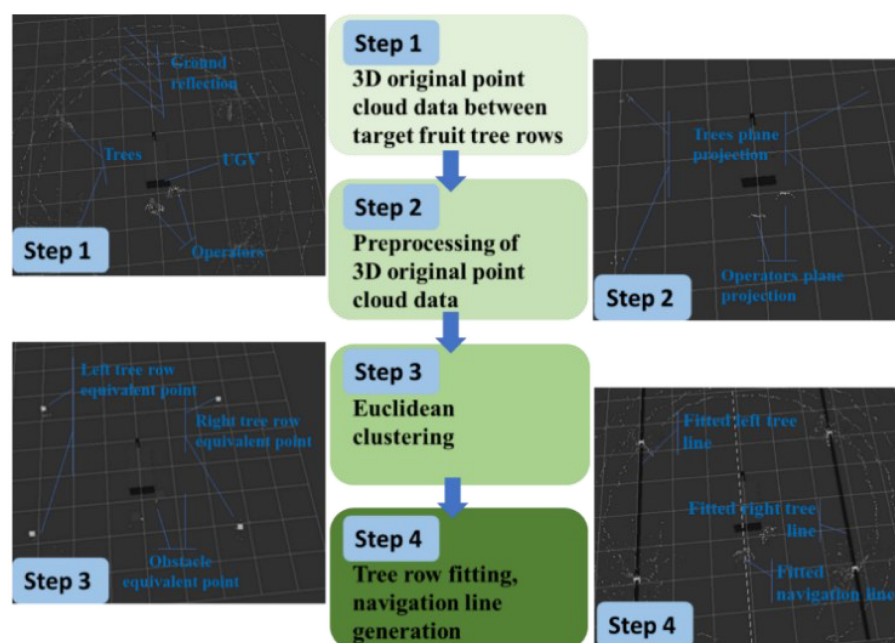 Step 1
3D original point
cloud data between
target fruit tree rows
Step 2
Preprocessing of
3D original point
cloud data
Step 3
Euclidean
clustering
Step 4
Tree row fitting,
navigation line
generation
Ground
reflection
Trees
UGV
Operators
Step 1
Trees plane
projection
Operators plane
projection
Step 2
Left tree row
equivalent point
Right tree row
equivalent point
Obstacle
equivalent point
Step 3
Fitted left tree
line
Fitted right tree
line
Fitted
navigation line
Step 4